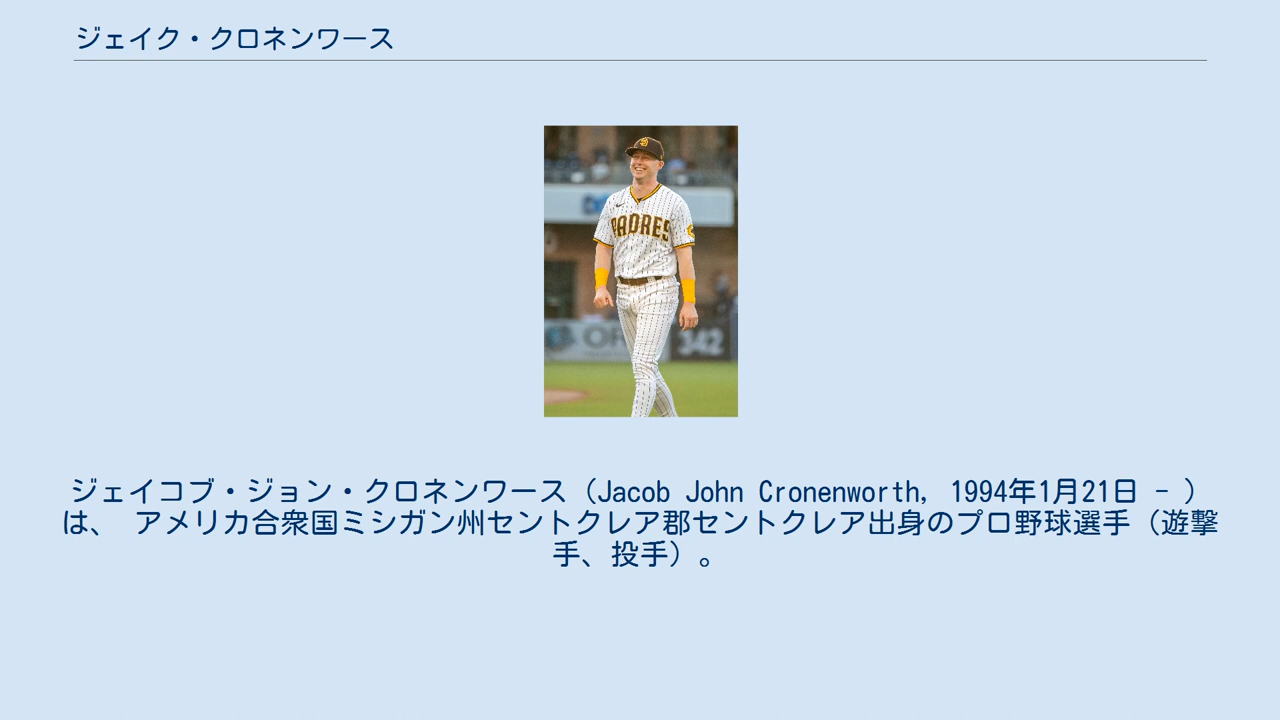 ジェイク・クロネンワース
PADRES
342
ジェイコブ・ジョン・クロネンワース（Jacob John Cronenworth, 1994年1月21日 - ）
は、 アメリカ合衆国ミシガン州セントクレア郡セントクレア出身のプロ野球選手（遊撃
手、投手）。